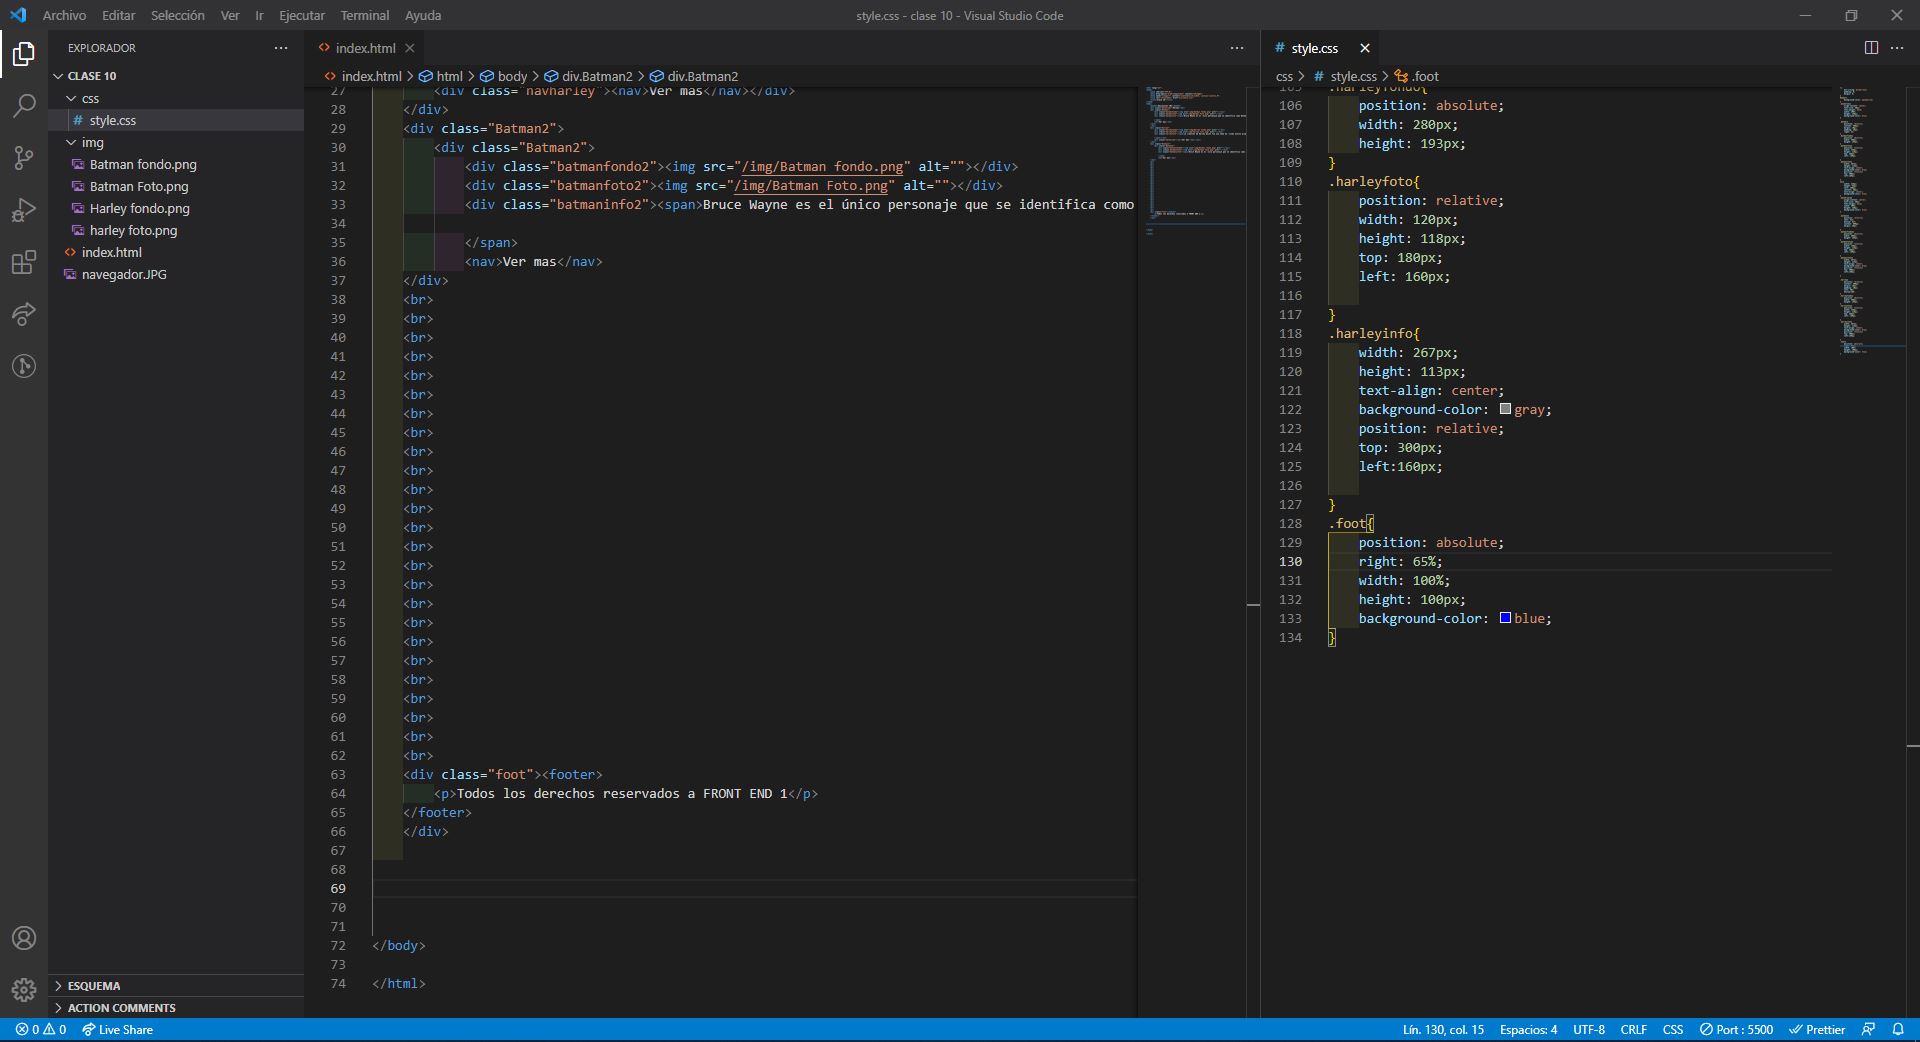 Archivo Editar Selección Ver Ir Ejecutar Terminal Ayuda
style.css - clase 10 - Visual Studio Code
EXPLORADOR
CLASE 10
css
# style.css
img
Batman fondo.png
Batman Foto.png
Harley fondo.png
harley foto.png
<> index.html
navegador.JPG
ESQUEMA
ACTION COMMENTS
<> index.html
<> index.html > html > body > div.Batman2 > div.Batman2
27 <div class="navharley"><nav>Ver mas</nav></div>
28 </div>
29 <div class="Batman2">
30 <div class="Batman2">
31 <div class="batmanfondo2"><img src="/img/Batman fondo.png" alt=""></div>
32 <div class="batmanfoto2"><img src="/img/Batman Foto.png" alt=""></div>
33 <div class="batmaninfo2"><span>Bruce Wayne es el único personaje que se identifica como
34
35 </span>
36 <nav>Ver mas</nav>
37 </div>
38 <br>
39 <br>
40 <br>
41 <br>
42 <br>
43 <br>
44 <br>
45 <br>
46 <br>
47 <br>
48 <br>
49 <br>
50 <br>
51 <br>
52 <br>
53 <br>
54 <br>
55 <br>
56 <br>
57 <br>
58 <br>
59 <br>
60 <br>
61 <br>
62 <br>
63 <div class="foot"><footer>
64 <p>Todos los derechos reservados a FRONT END 1</p>
65 </footer>
66 </div>
67
68
69
70
71
72 </body>
73
74 </html>
# style.css
css > # style.css > .foot
105 .harleyfondo{
106 position: absolute;
107 width: 280px;
108 height: 193px;
109 }
110 .harleyfoto{
111 position: relative;
112 width: 120px;
113 height: 118px;
114 top: 180px;
115 left: 160px;
116
117 }
118 .harleyinfo{
119 width: 267px;
120 height: 113px;
121 text-align: center;
122 background-color: gray;
123 position: relative;
124 top: 300px;
125 left:160px;
126
127 }
128 .foot{
129 position: absolute;
130 right: 65%;
131 width: 100%;
132 height: 100px;
133 background-color: blue;
134 }
0 0 Live Share
Lín. 130, col. 15 Espacios: 4 UTF-8 CRLF CSS Port : 5500 Prettier